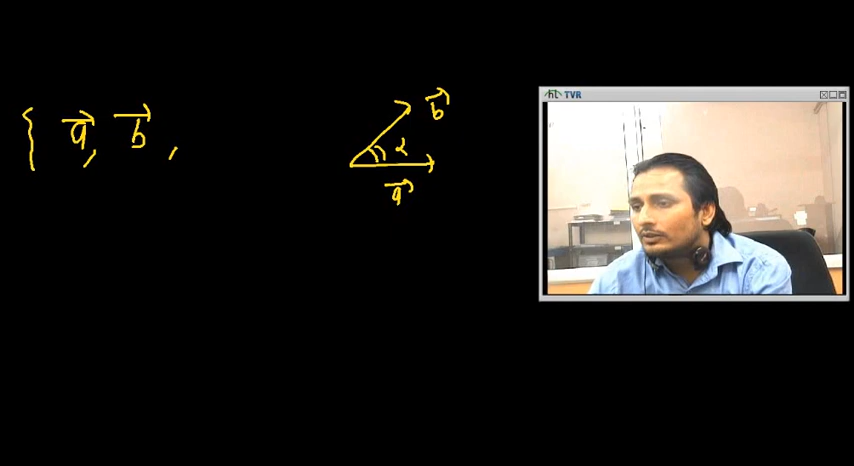 { a⃗, b⃗,
b⃗
α
a⃗
TVR